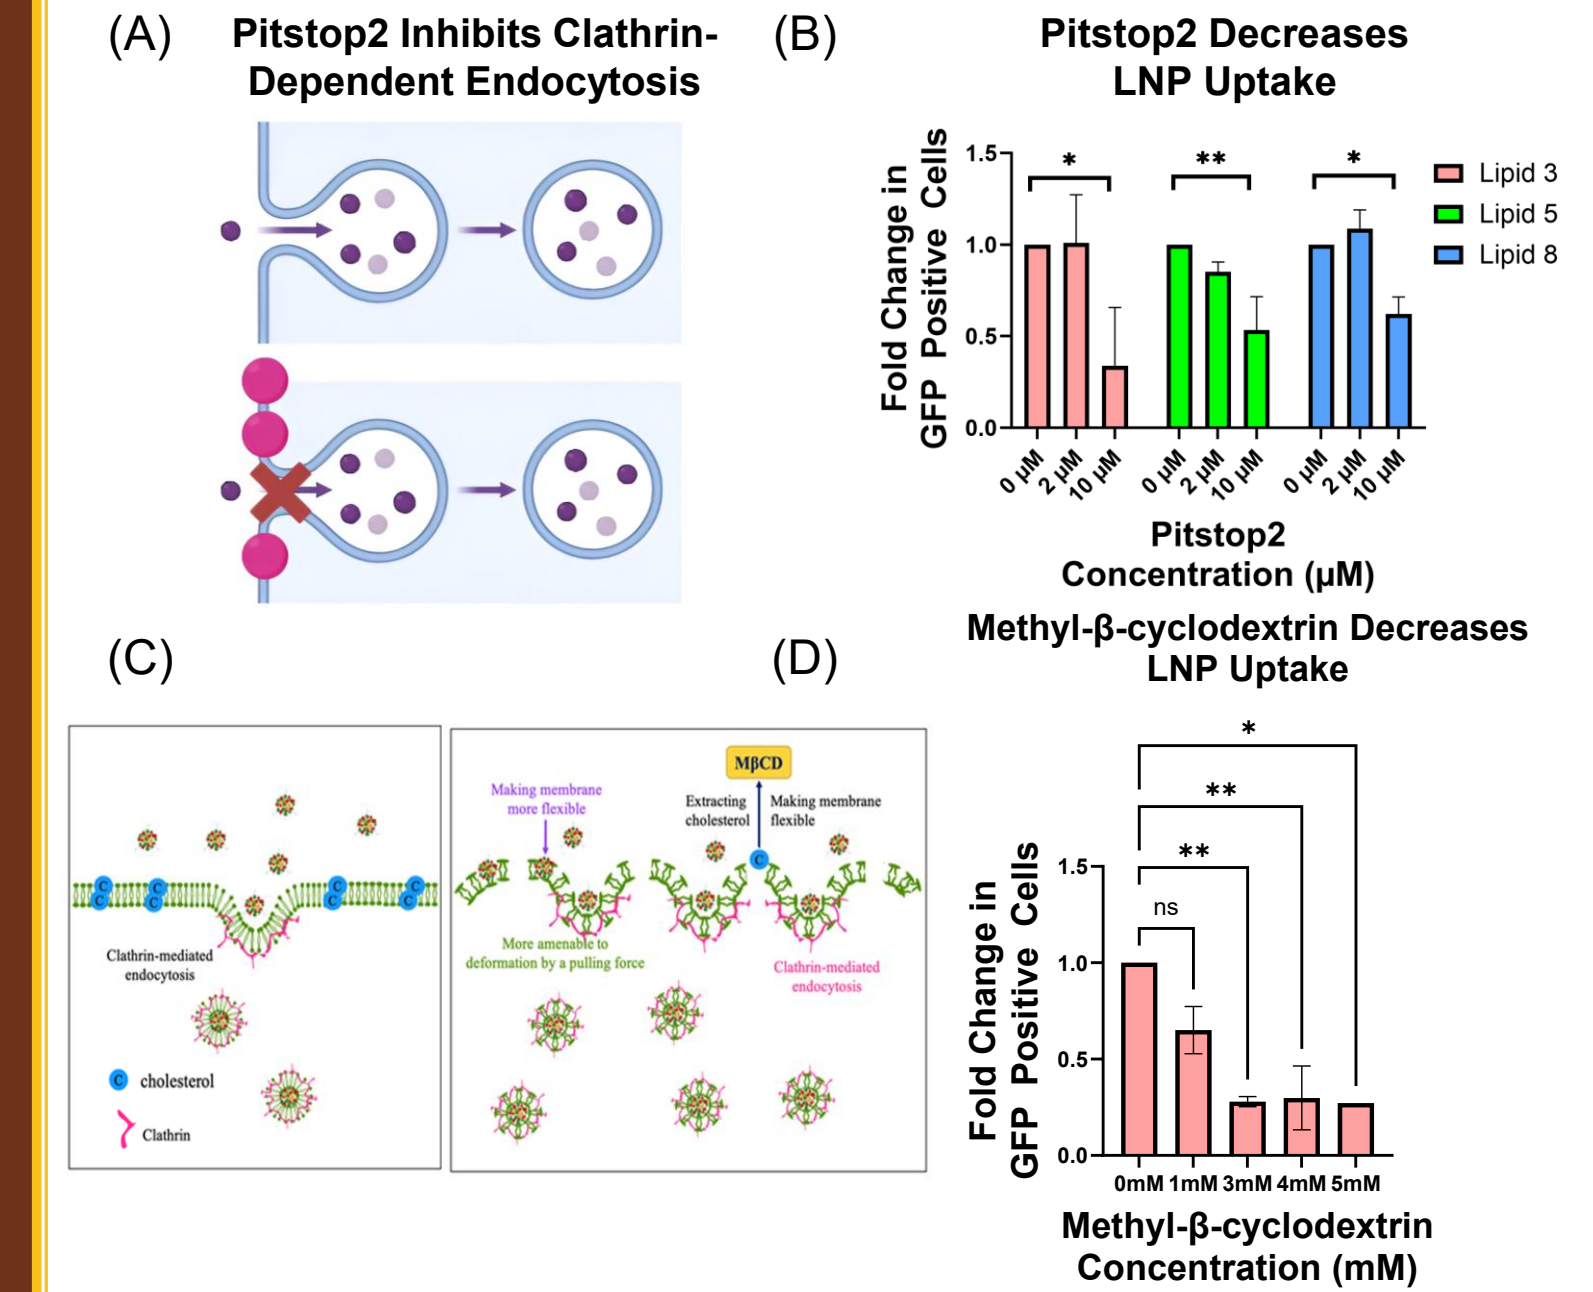 (A)
Pitstop2 Inhibits Clathrin-
Dependent Endocytosis
(B)
Pitstop2 Decreases
LNP Uptake
Fold Change in
GFP Positive Cells
1.5
1.0
0.5
0.0
*
**
*
Lipid 3
Lipid 5
Lipid 8
0 µM
2 µM
10 µM
0 µM
2 µM
10 µM
0 µM
2 µM
10 µM
Pitstop2
Concentration (µM)
(C)
C
C
C
C
C
C
C
C
Clathrin-mediated
endocytosis
C cholesterol
Clathrin
Making membrane
more flexible
MβCD
Extracting
cholesterol
Making membrane
flexible
C
More amenable to
deformation by a pulling force
Clathrin-mediated
endocytosis
(D)
Methyl-β-cyclodextrin Decreases
LNP Uptake
Fold Change in
GFP Positive Cells
1.5
1.0
0.5
0.0
*
**
**
ns
0mM 1mM 3mM 4mM 5mM
Methyl-β-cyclodextrin
Concentration (mM)